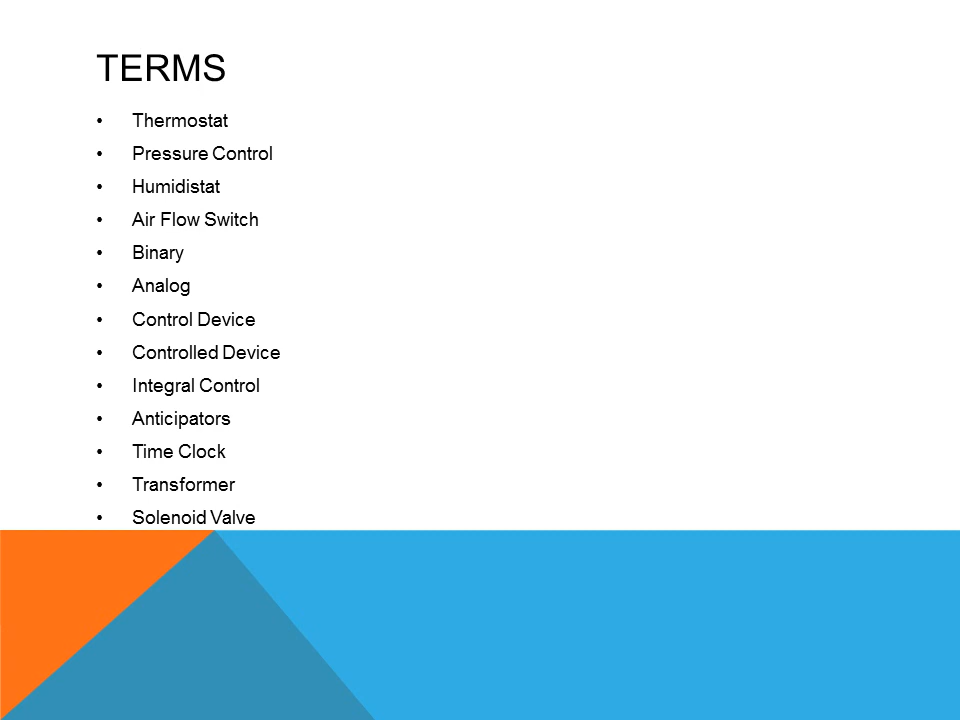 TERMS
• Thermostat
• Pressure Control
• Humidistat
• Air Flow Switch
• Binary
• Analog
• Control Device
• Controlled Device
• Integral Control
• Anticipators
• Time Clock
• Transformer
• Solenoid Valve